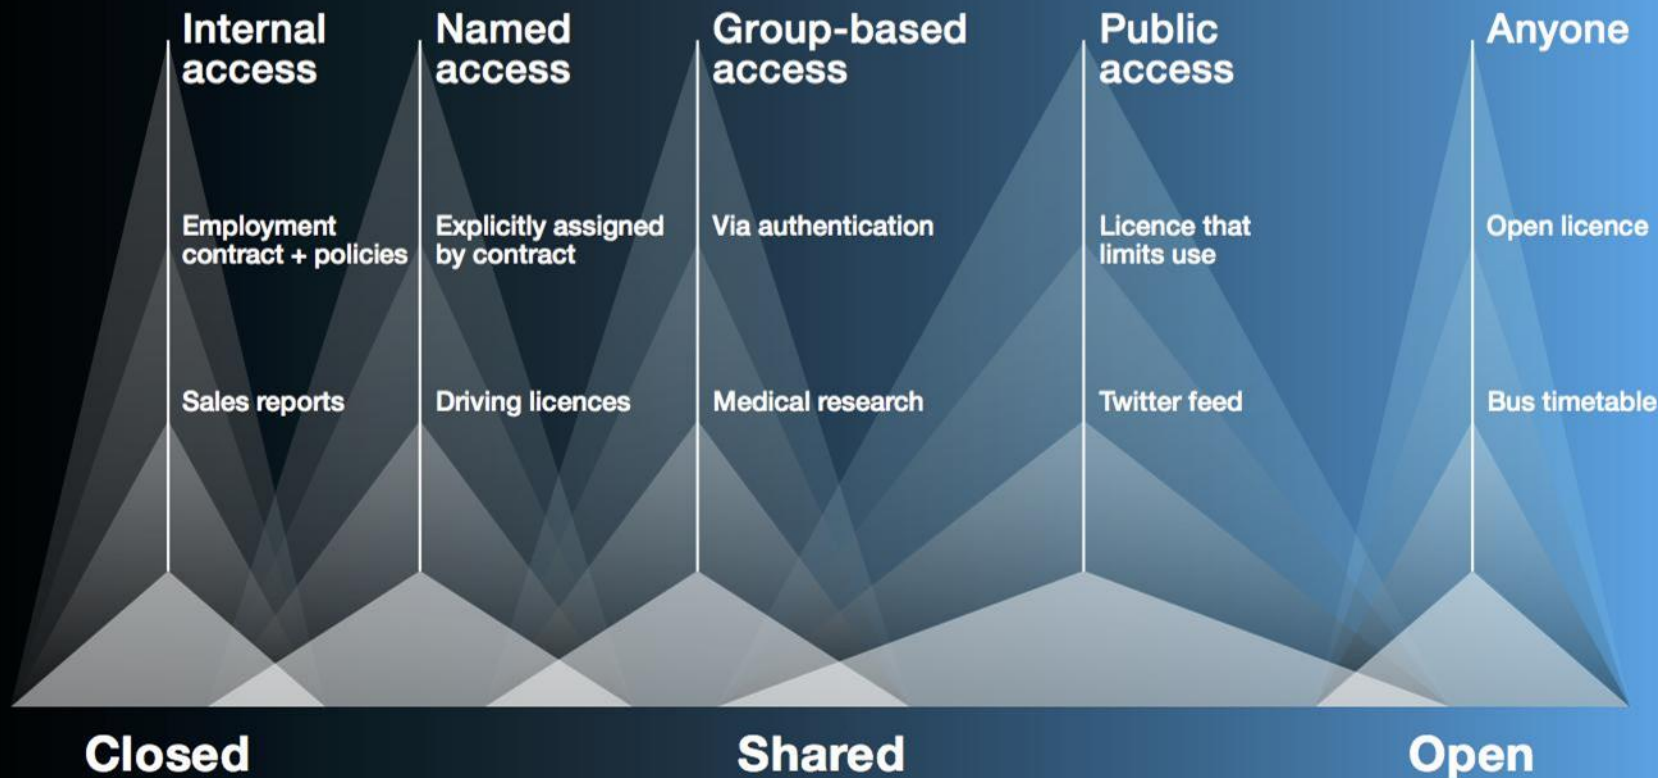 Internal
access
Named
access
Group-based
access
Public
access
Anyone
Employment
contract + policies
Explicitly assigned
by contract
Via authentication
Licence that
limits use
Open licence
Sales reports
Driving licences
Medical research
Twitter feed
Bus timetable
Closed
Shared
Open